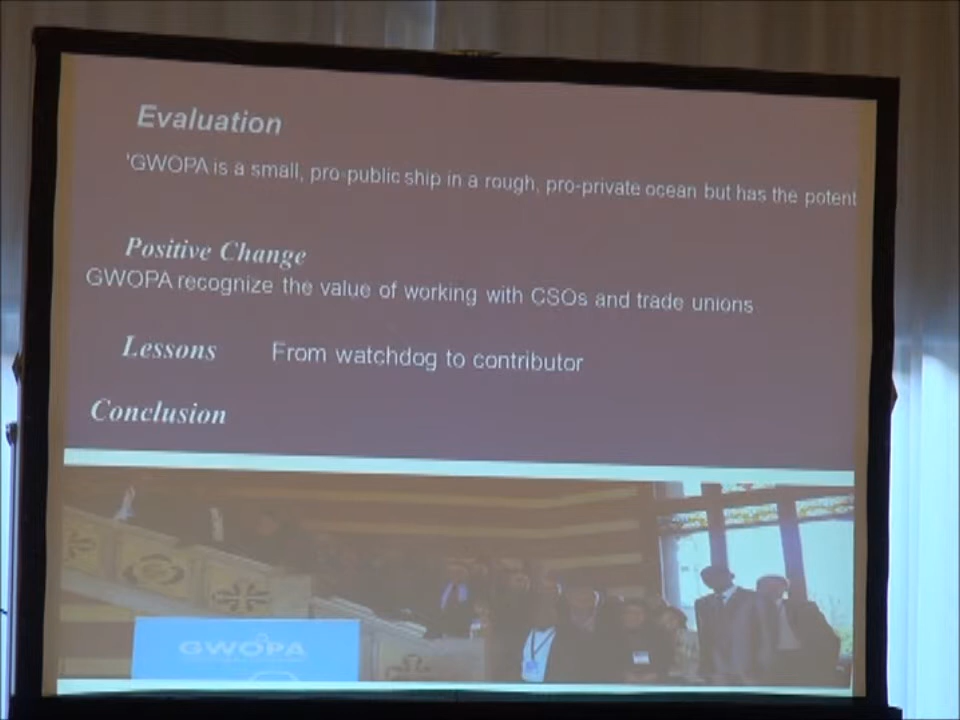 Evaluation
'GWOPA is a small, pro-public ship in a rough, pro-private ocean but has the potent
Positive Change
GWOPA recognize the value of working with CSOs and trade unions
Lessons From watchdog to contributor
Conclusion
GWOPA